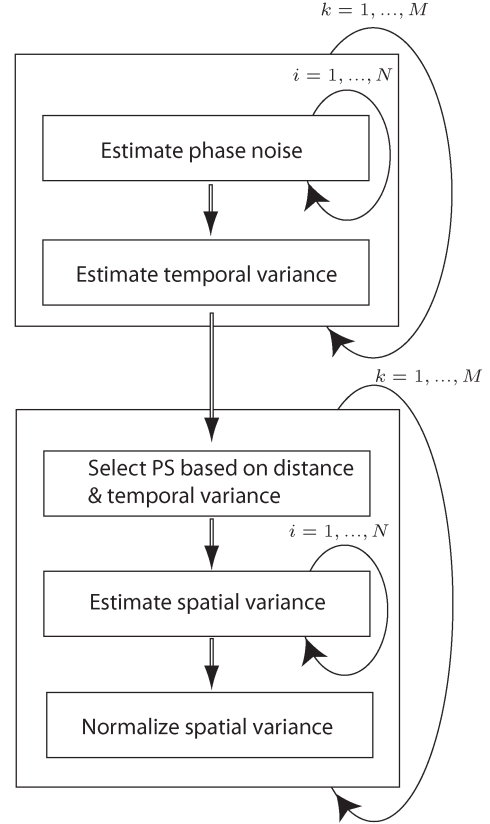 k = 1, ..., M
i = 1, ..., N
Estimate phase noise
Estimate temporal variance
k = 1, ..., M
Select PS based on distance
& temporal variance
i = 1, ..., N
Estimate spatial variance
Normalize spatial variance